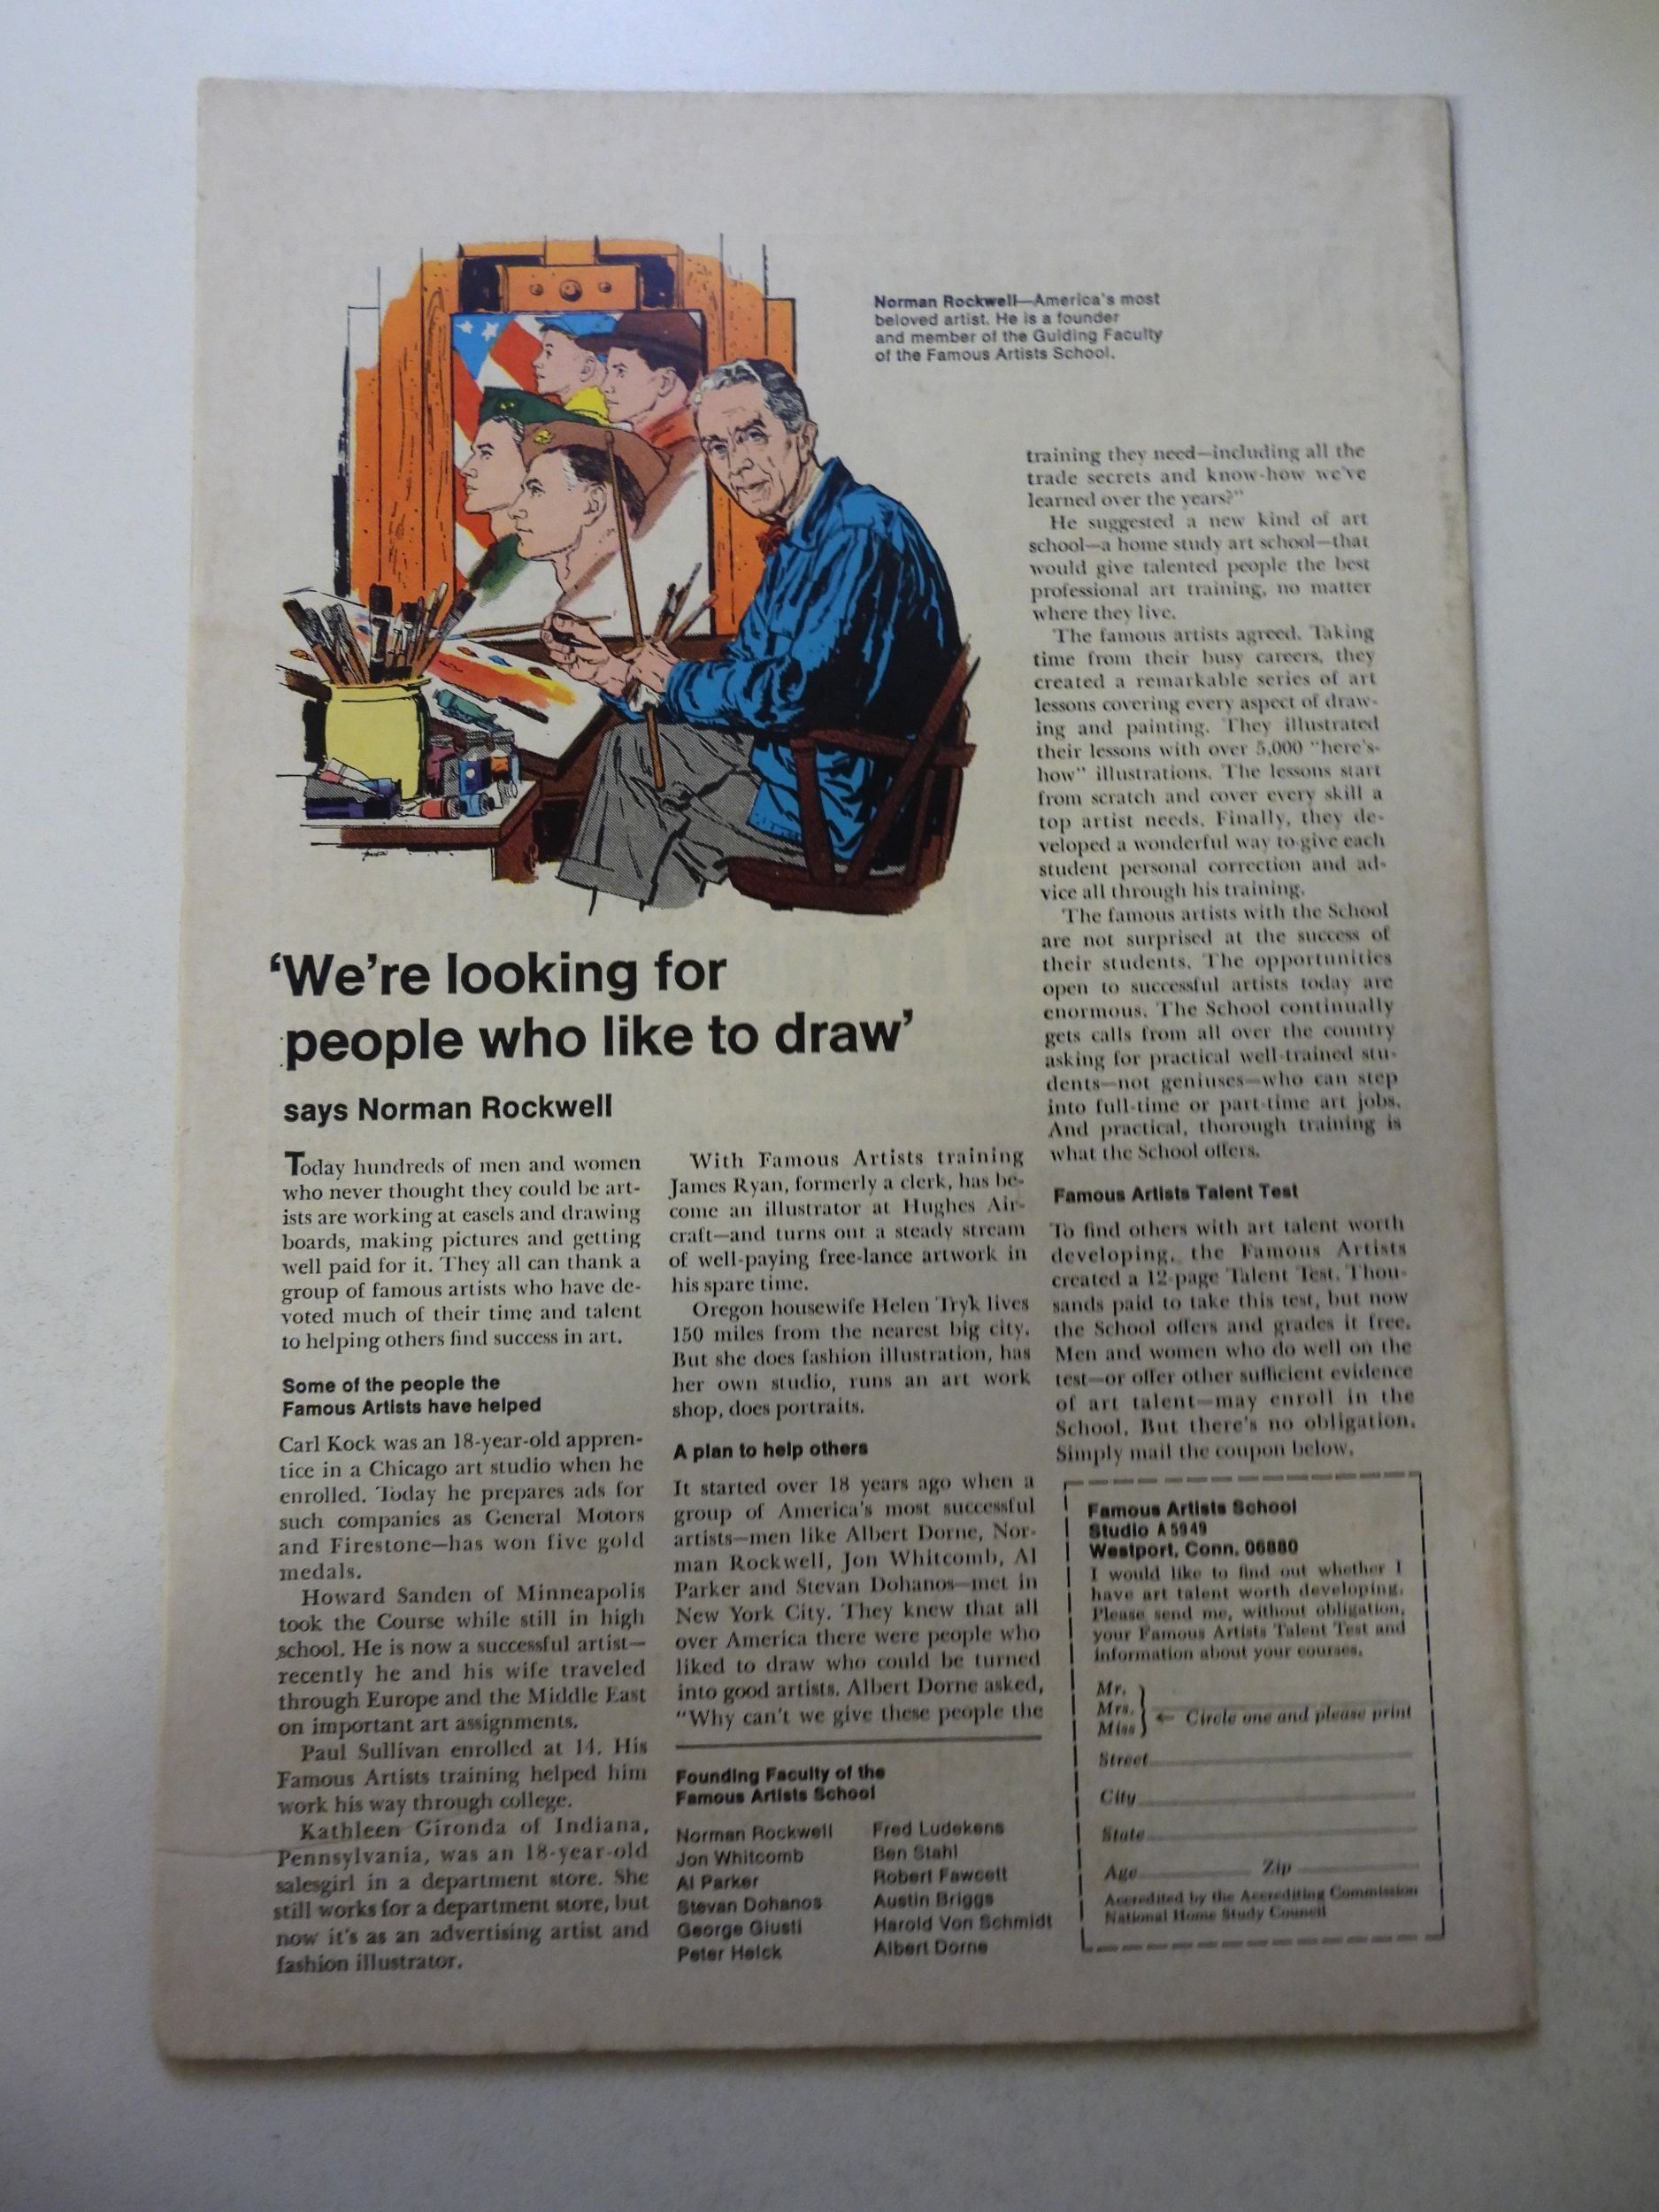 Norman Rockwell—America's most
beloved artist. He is a founder
and member of the Guiding Faculty
of the Famous Artists School.
'We're looking for
people who like to draw'
says Norman Rockwell
Today hundreds of men and women
who never thought they could be art-
ists are working at easels and drawing
boards, making pictures and getting
well paid for it. They all can thank a
group of famous artists who have de-
voted much of their time and talent
to helping others find success in art.
Some of the people the
Famous Artists have helped
Carl Kock was an 18-year-old appren-
tice in a Chicago art studio when he
enrolled. Today he prepares ads for
such companies as General Motors
and Firestone—has won five gold
medals.
Howard Sanden of Minneapolis
took the Course while still in high
school. He is now a successful artist—
recently he and his wife traveled
through Europe and the Middle East
on important art assignments.
Paul Sullivan enrolled at 14. His
Famous Artists training helped him
work his way through college.
Kathleen Gironda of Indiana,
Pennsylvania, was an 18-year-old
salesgirl in a department store. She
still works for a department store, but
now it's as an advertising artist and
fashion illustrator.
With Famous Artists training
James Ryan, formerly a clerk, has be-
come an illustrator at Hughes Air-
craft—and turns out a steady stream
of well-paying free-lance artwork in
his spare time.
Oregon housewife Helen Tryk lives
150 miles from the nearest big city.
But she does fashion illustration, has
her own studio, runs an art work
shop, does portraits.
A plan to help others
It started over 18 years ago when a
group of America's most successful
artists—men like Albert Dorne, Nor-
man Rockwell, Jon Whitcomb, Al
Parker and Stevan Dohanos—met in
New York City. They knew that all
over America there were people who
liked to draw who could be turned
into good artists. Albert Dorne asked,
"Why can't we give these people the
Founding Faculty of the
Famous Artists School
Norman Rockwell
Jon Whitcomb
Al Parker
Stevan Dohanos
George Giusti
Peter Helck
Fred Ludekens
Ben Stahl
Robert Fawcett
Austin Briggs
Harold Von Schmidt
Albert Dorne
training they need—including all the
trade secrets and know-how we've
learned over the years?"
He suggested a new kind of art
school—a home study art school—that
would give talented people the best
professional art training, no matter
where they live.
The famous artists agreed. Taking
time from their busy careers, they
created a remarkable series of art
lessons covering every aspect of draw-
ing and painting. They illustrated
their lessons with over 5,000 "here's-
how" illustrations. The lessons start
from scratch and cover every skill a
top artist needs. Finally, they de-
veloped a wonderful way to give each
student personal correction and ad-
vice all through his training.
The famous artists with the School
are not surprised at the success of
their students. The opportunities
open to successful artists today are
enormous. The School continually
gets calls from all over the country
asking for practical well-trained stu-
dents—not geniuses—who can step
into full-time or part-time art jobs.
And practical, thorough training is
what the School offers.
Famous Artists Talent Test
To find others with art talent worth
developing, the Famous Artists
created a 12-page Talent Test. Thou-
sands paid to take this test, but now
the School offers and grades it free.
Men and women who do well on the
test—or offer other sufficient evidence
of art talent—may enroll in the
School. But there's no obligation.
Simply mail the coupon below.
Famous Artists School
Studio A 5949
Westport, Conn. 06880
I would like to find out whether I
have art talent worth developing.
Please send me, without obligation,
your Famous Artists Talent Test and
information about your courses.
Mr.
Mrs.
Miss
← Circle one and please print
Street
City
State
Age Zip
Accredited by the Accrediting Commission
National Home Study Council